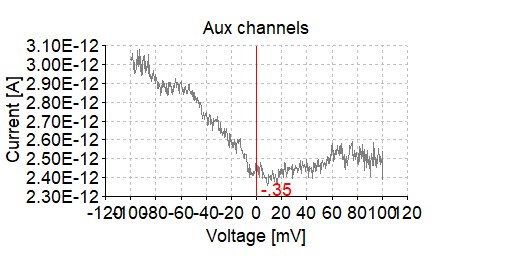 Aux channels
3.10E-12
3.00E-12
2.90E-12
2.80E-12
2.70E-12
2.60E-12
2.50E-12
2.40E-12
2.30E-12
Current [A]
-.35
-120 -100 -80 -60 -40 -20 0 20 40 60 80 100 120
Voltage [mV]